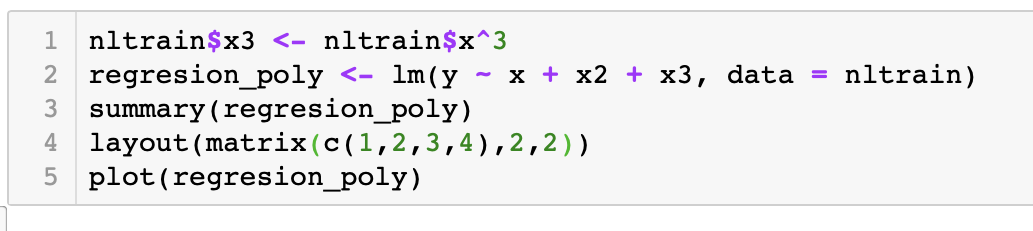 1 nltrain$x3 <- nltrain$x^3
2 regresion_poly <- lm(y ~ x + x2 + x3, data = nltrain)
3 summary(regresion_poly)
4 layout(matrix(c(1,2,3,4),2,2))
5 plot(regresion_poly)